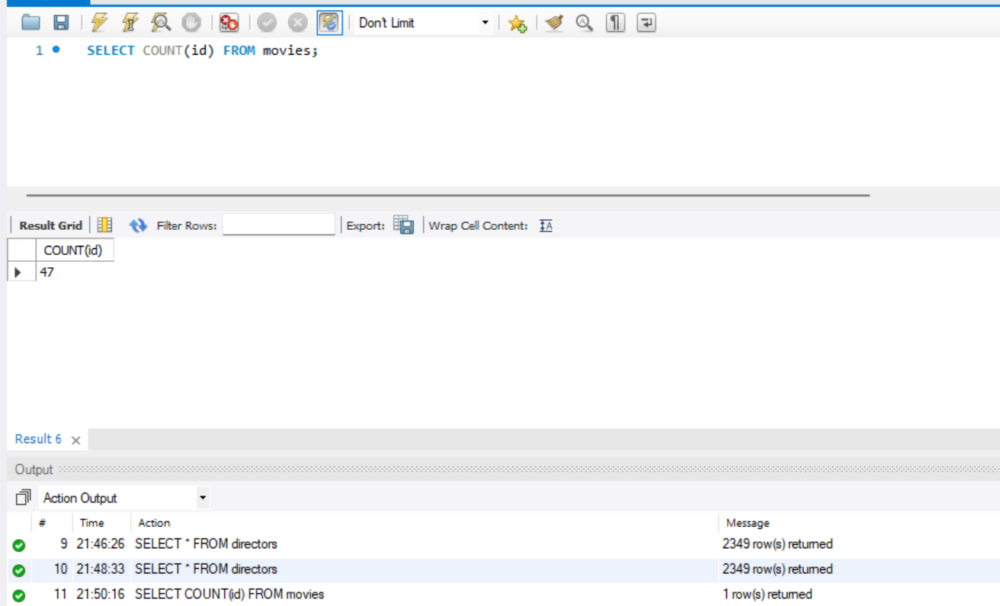 Don't Limit
1 SELECT COUNT(id) FROM movies;
Result Grid Filter Rows: Export: Wrap Cell Content:
COUNT(id)
47
Result 6
Output
Action Output
# Time Action Message
9 21:46:26 SELECT * FROM directors 2349 row(s) returned
10 21:48:33 SELECT * FROM directors 2349 row(s) returned
11 21:50:16 SELECT COUNT(id) FROM movies 1 row(s) returned